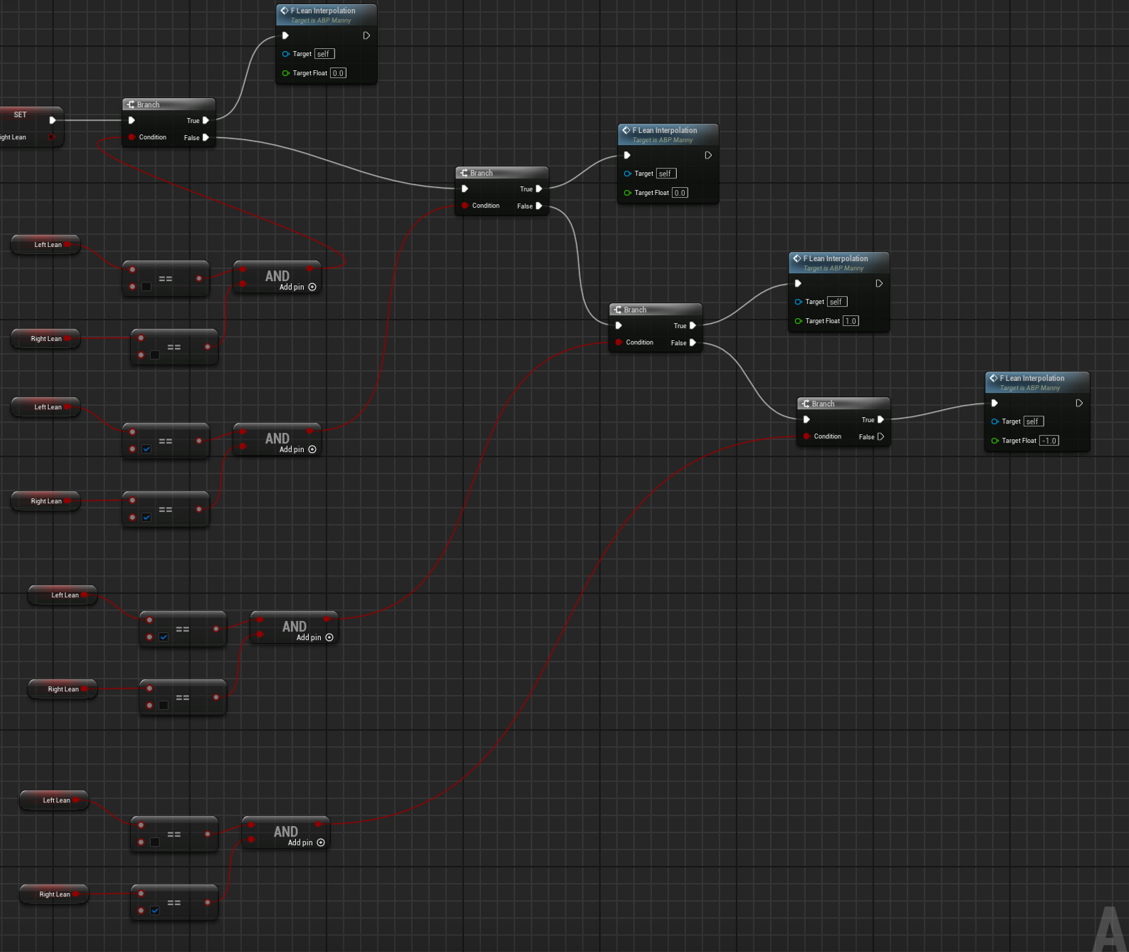 F Lean Interpolation
Target is ABP Manny
Target self
Target Float 0.0
SET
ight Lean
Branch
True
Condition False
F Lean Interpolation
Target is ABP Manny
Target self
Target Float 0.0
Branch
True
Condition False
Left Lean
==
AND
Add pin
Right Lean
==
F Lean Interpolation
Target is ABP Manny
Target self
Target Float 1.0
Branch
True
Condition False
F Lean Interpolation
Target is ABP Manny
Target self
Target Float -1.0
Branch
True
Condition False
Left Lean
==
AND
Add pin
Right Lean
==
Left Lean
==
AND
Add pin
Right Lean
==
Left Lean
==
AND
Add pin
Right Lean
==
A